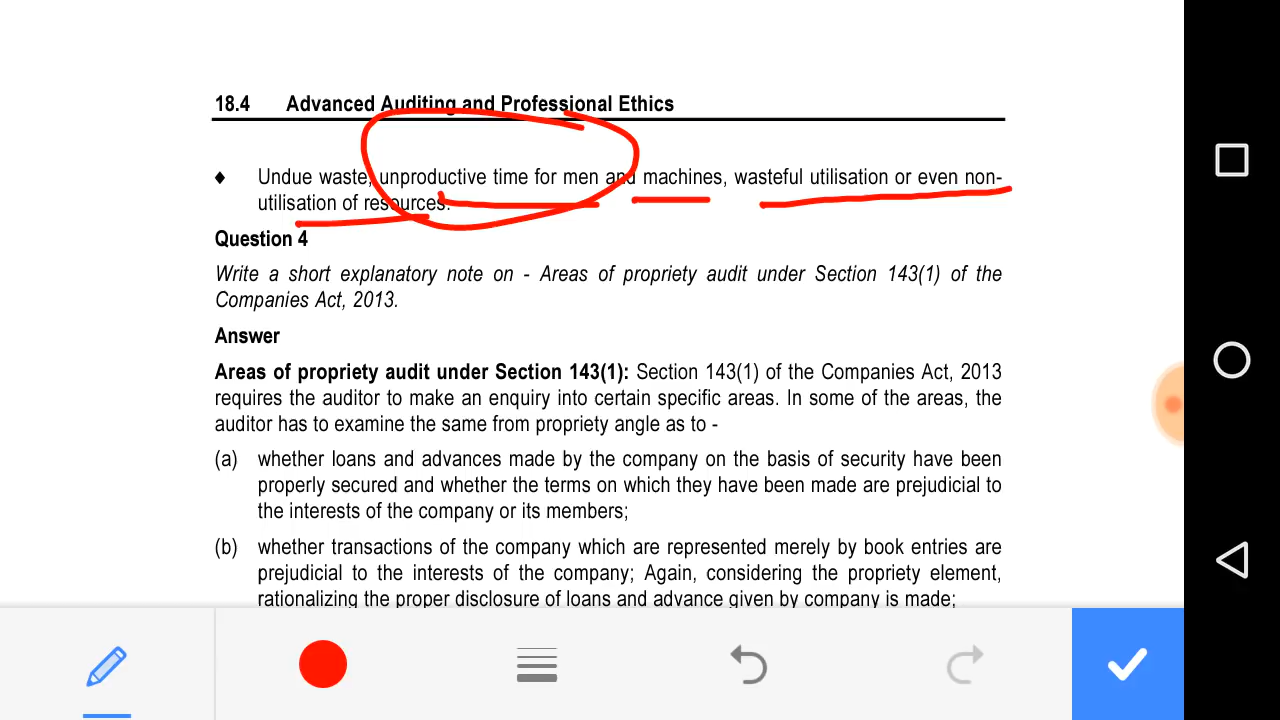 18.4 Advanced Auditing and Professional Ethics
♦ Undue waste, unproductive time for men and machines, wasteful utilisation or even non-
utilisation of resources.
Question 4
Write a short explanatory note on - Areas of propriety audit under Section 143(1) of the
Companies Act, 2013.
Answer
Areas of propriety audit under Section 143(1): Section 143(1) of the Companies Act, 2013
requires the auditor to make an enquiry into certain specific areas. In some of the areas, the
auditor has to examine the same from propriety angle as to -
(a) whether loans and advances made by the company on the basis of security have been
properly secured and whether the terms on which they have been made are prejudicial to
the interests of the company or its members;
(b) whether transactions of the company which are represented merely by book entries are
prejudicial to the interests of the company; Again, considering the propriety element,
rationalizing the proper disclosure of loans and advance given by company is made;